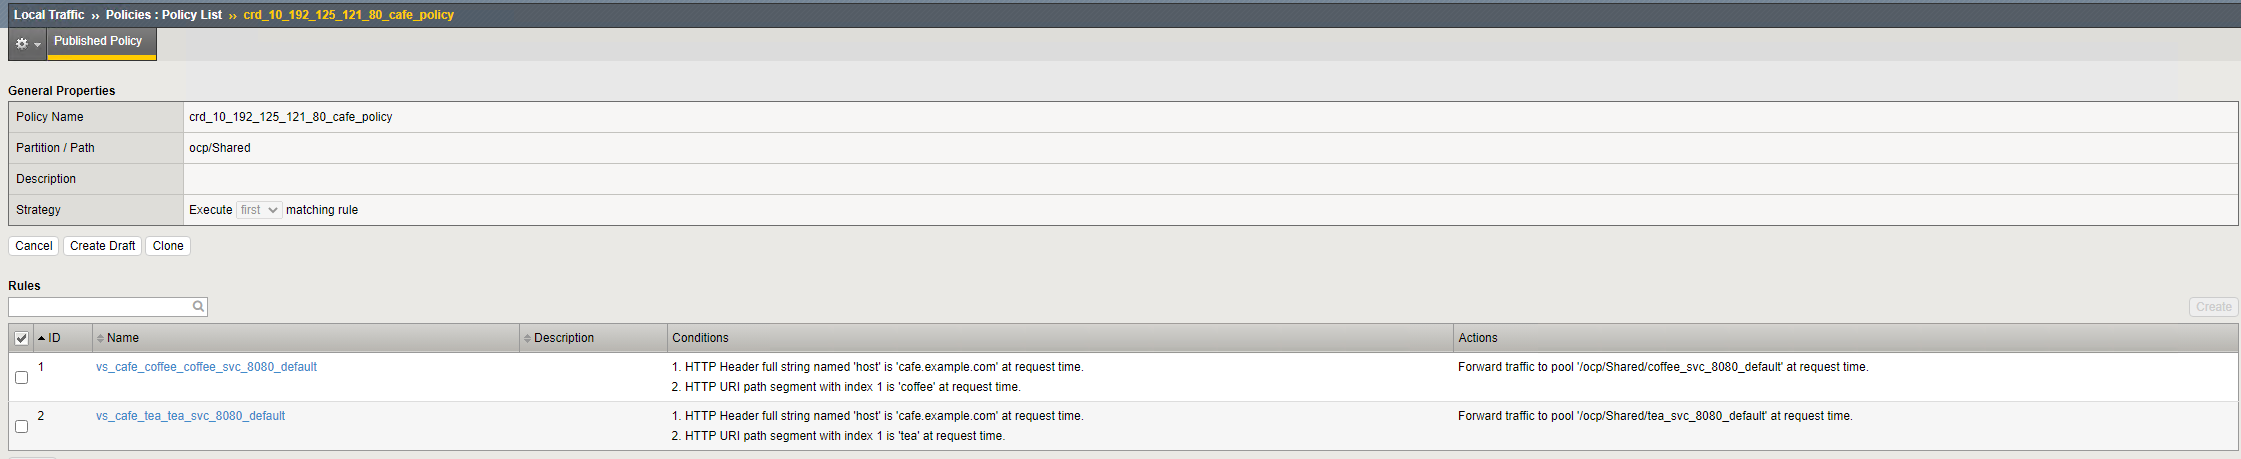 Local Traffic ›› Policies : Policy List ›› crd_10_192_125_121_80_cafe_policy
Published Policy
General Properties
Policy Name crd_10_192_125_121_80_cafe_policy
Partition / Path ocp/Shared
Description
Strategy Execute first matching rule
Cancel Create Draft Clone
Rules
Create
ID Name Description Conditions Actions
1 vs_cafe_coffee_coffee_svc_8080_default 1. HTTP Header full string named 'host' is 'cafe.example.com' at request time. Forward traffic to pool '/ocp/Shared/coffee_svc_8080_default' at request time.
2. HTTP URI path segment with index 1 is 'coffee' at request time.
2 vs_cafe_tea_tea_svc_8080_default 1. HTTP Header full string named 'host' is 'cafe.example.com' at request time. Forward traffic to pool '/ocp/Shared/tea_svc_8080_default' at request time.
2. HTTP URI path segment with index 1 is 'tea' at request time.